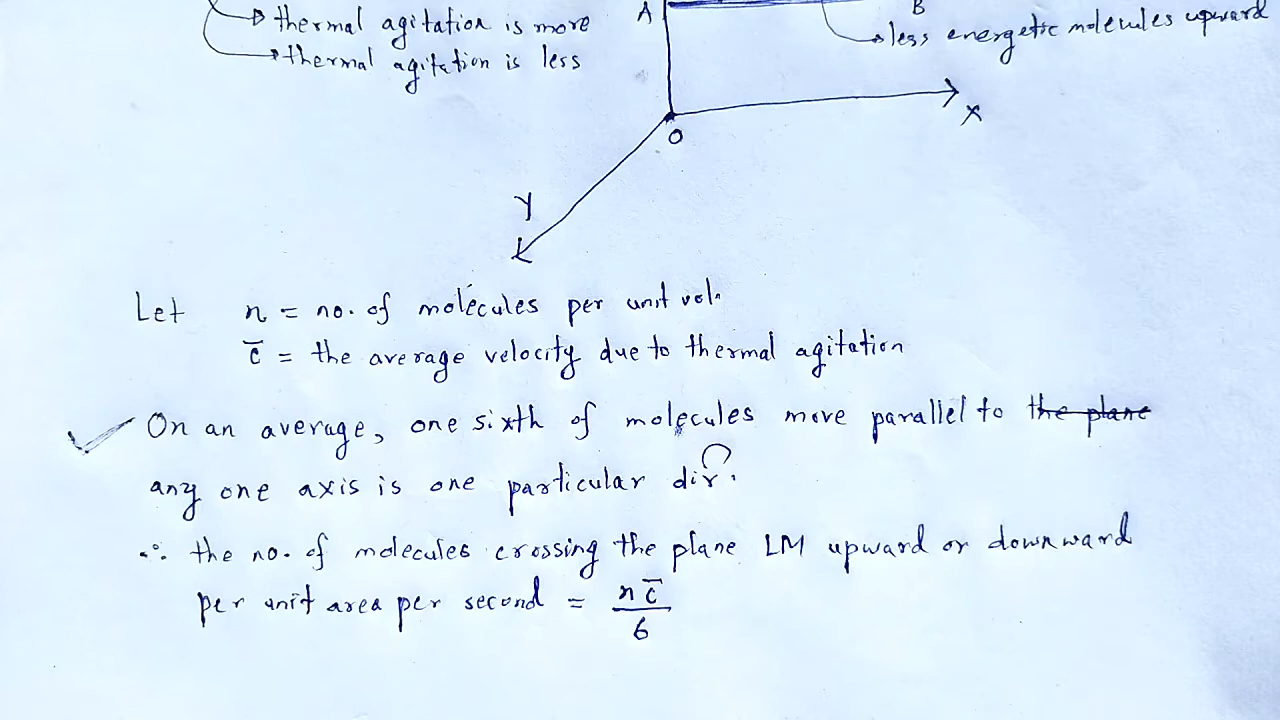 thermal agitation is more
thermal agitation is less
A
B
less energetic molecules upward
X
O
Y
Let n = no. of molecules per unit vol.
c̄ = the average velocity due to thermal agitation
On an average, one sixth of molecules move parallel to the plane
any one axis is one particular dirⁿ.
∴ the no. of molecules crossing the plane LM upward or downward
per unit area per second = n c̄ / 6